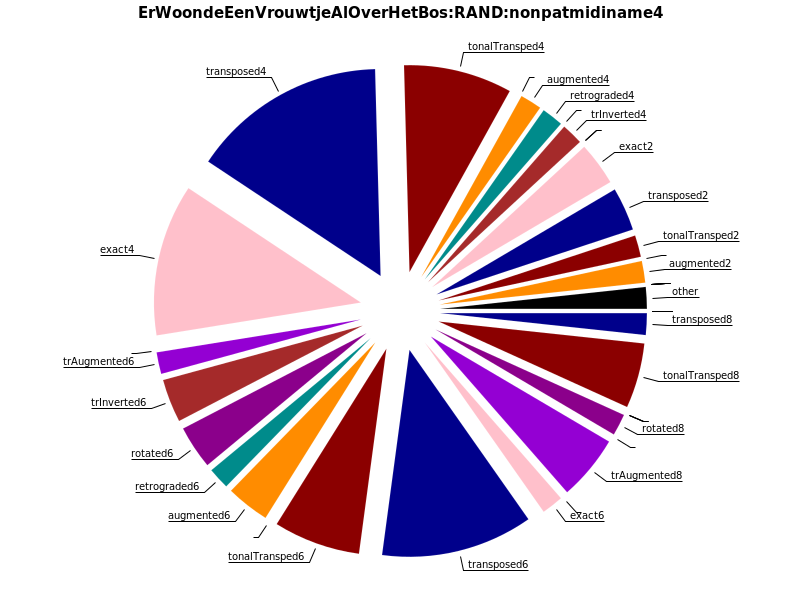 ErWoondeEenVrouwtjeAlOverHetBos:RAND:nonpatmidiname4
tonalTransped4
transposed4
augmented4
retrograded4
trInverted4
exact2
transposed2
tonalTransped2
exact4
augmented2
other
transposed8
trAugmented6
tonalTransped8
trInverted6
rotated8
rotated6
trAugmented8
retrograded6
augmented6
exact6
tonalTransped6
transposed6